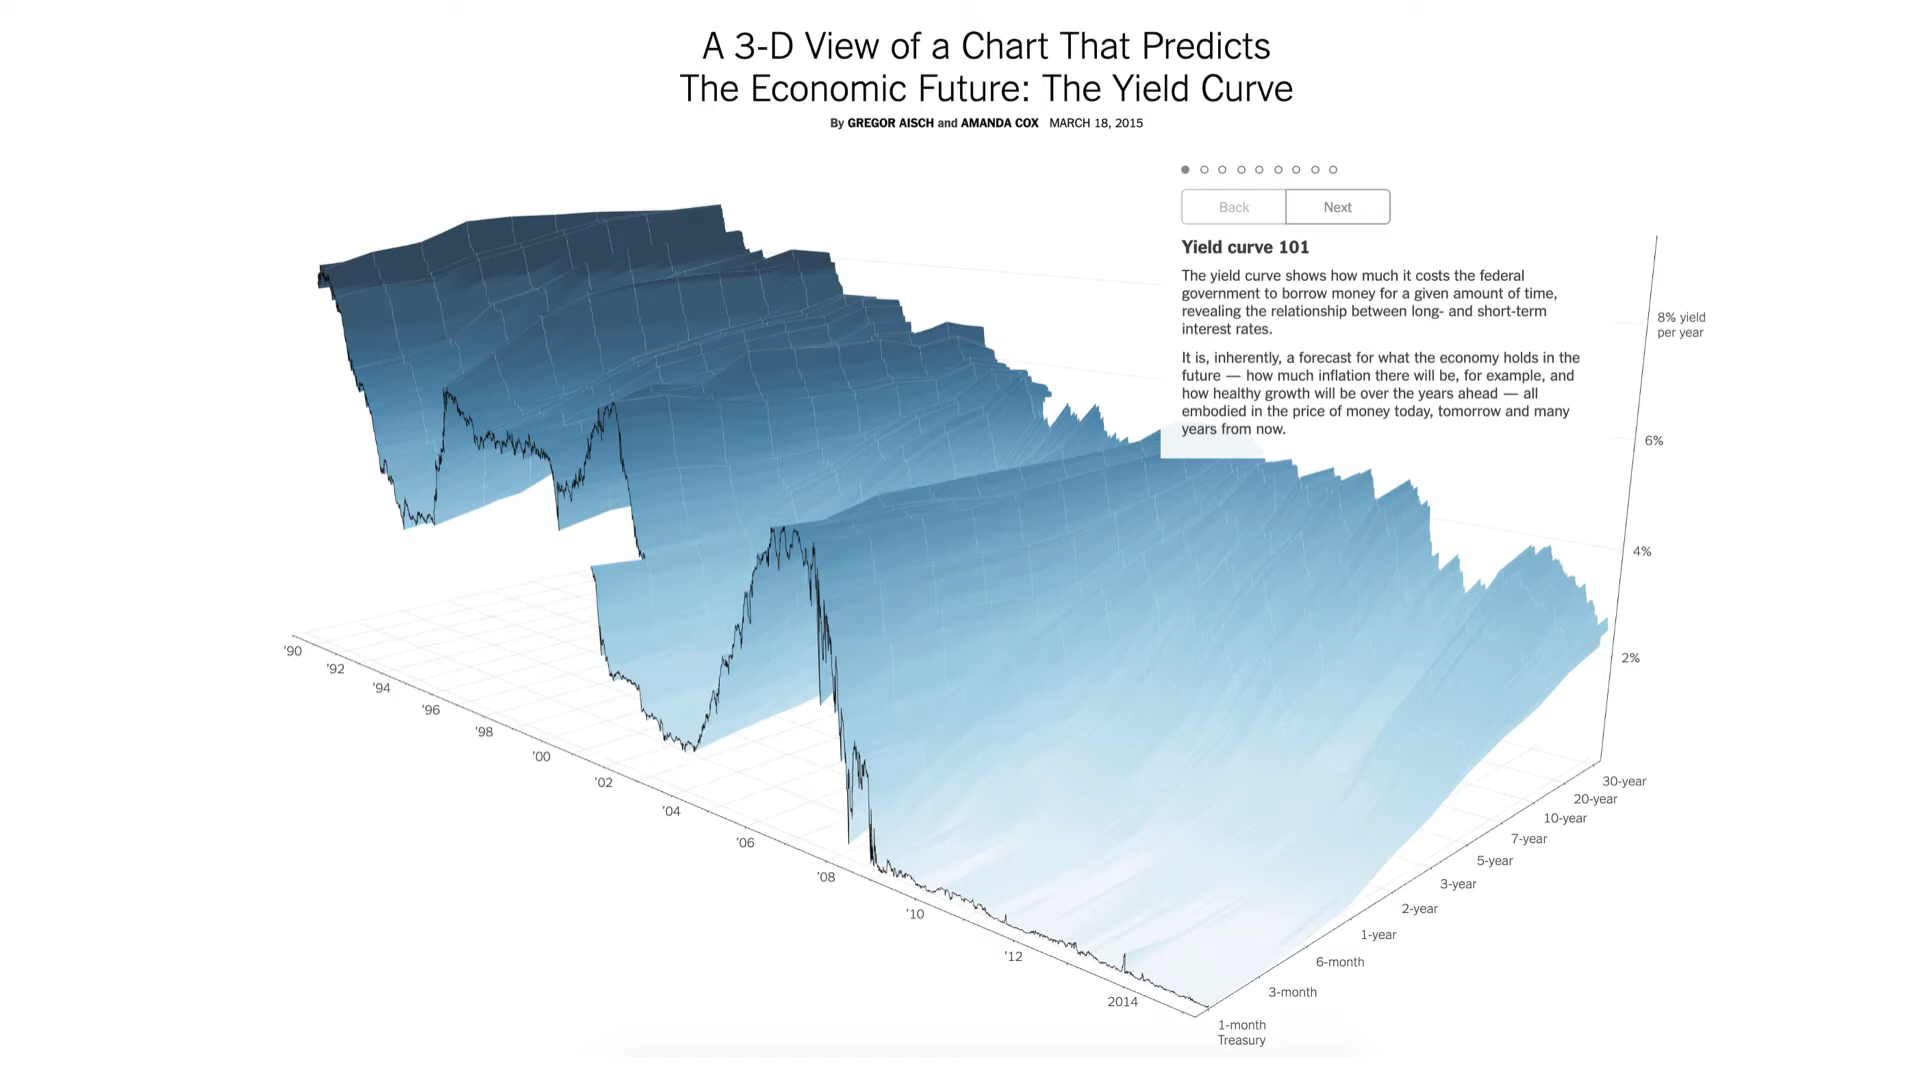 A 3-D View of a Chart That Predicts
The Economic Future: The Yield Curve
By GREGOR AISCH and AMANDA COX MARCH 18, 2015
Back
Next
Yield curve 101
The yield curve shows how much it costs the federal
government to borrow money for a given amount of time,
revealing the relationship between long- and short-term
interest rates.
It is, inherently, a forecast for what the economy holds in the
future — how much inflation there will be, for example, and
how healthy growth will be over the years ahead — all
embodied in the price of money today, tomorrow and many
years from now.
8% yield
per year
6%
4%
2%
'90
'92
'94
'96
'98
'00
'02
'04
'06
'08
'10
'12
2014
30-year
20-year
10-year
7-year
5-year
3-year
2-year
1-year
6-month
3-month
1-month
Treasury